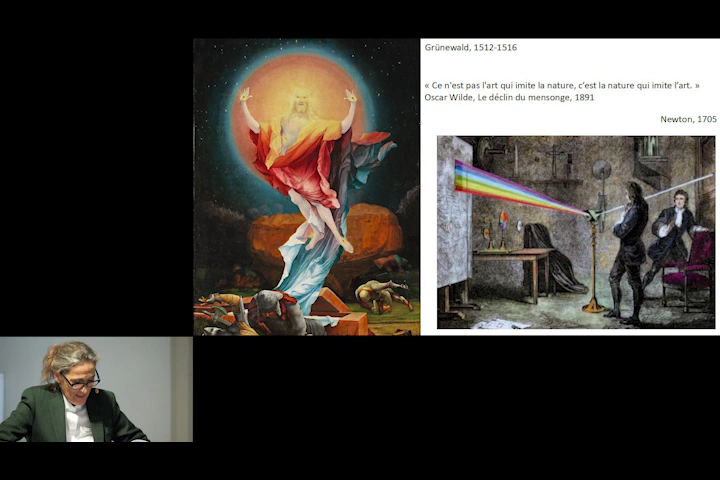 Grünewald, 1512-1516
« Ce n'est pas l'art qui imite la nature, c'est la nature qui imite l'art. »
Oscar Wilde, Le déclin du mensonge, 1891
Newton, 1705